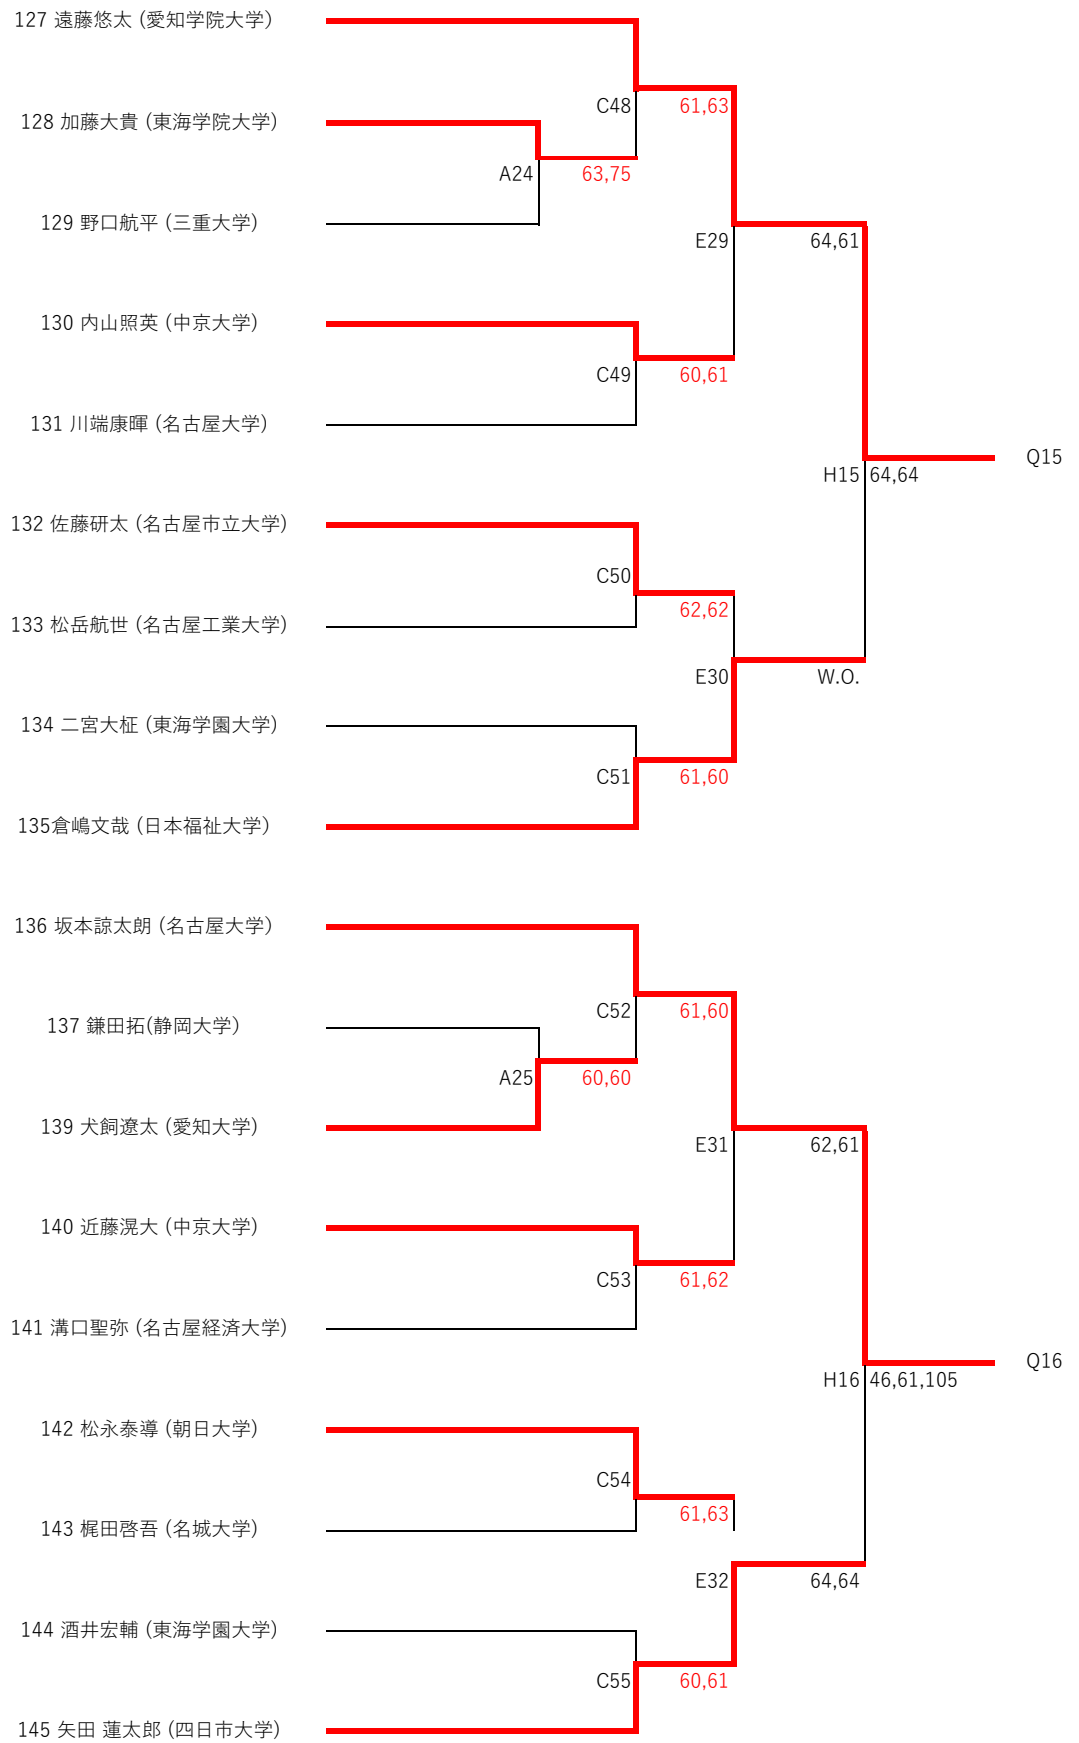 127 遠藤悠太 (愛知学院大学)
C48
61,63
128 加藤大貴 (東海学院大学)
A24
63,75
129 野口航平 (三重大学)
E29
64,61
130 内山照英 (中京大学)
C49
60,61
131 川端康暉 (名古屋大学)
Q15
H15
64,64
132 佐藤研太 (名古屋市立大学)
C50
62,62
133 松岳航世 (名古屋工業大学)
E30
W.O.
134 二宮大柾 (東海学園大学)
C51
61,60
135倉嶋文哉 (日本福祉大学)
136 坂本諒太朗 (名古屋大学)
C52
61,60
137 鎌田拓(静岡大学)
A25
60,60
139 犬飼遼太 (愛知大学)
E31
62,61
140 近藤滉大 (中京大学)
C53
61,62
141 溝口聖弥 (名古屋経済大学)
Q16
H16
46,61,105
142 松永泰導 (朝日大学)
C54
61,63
143 梶田啓吾 (名城大学)
E32
64,64
144 酒井宏輔 (東海学園大学)
C55
60,61
145 矢田 蓮太郎 (四日市大学)